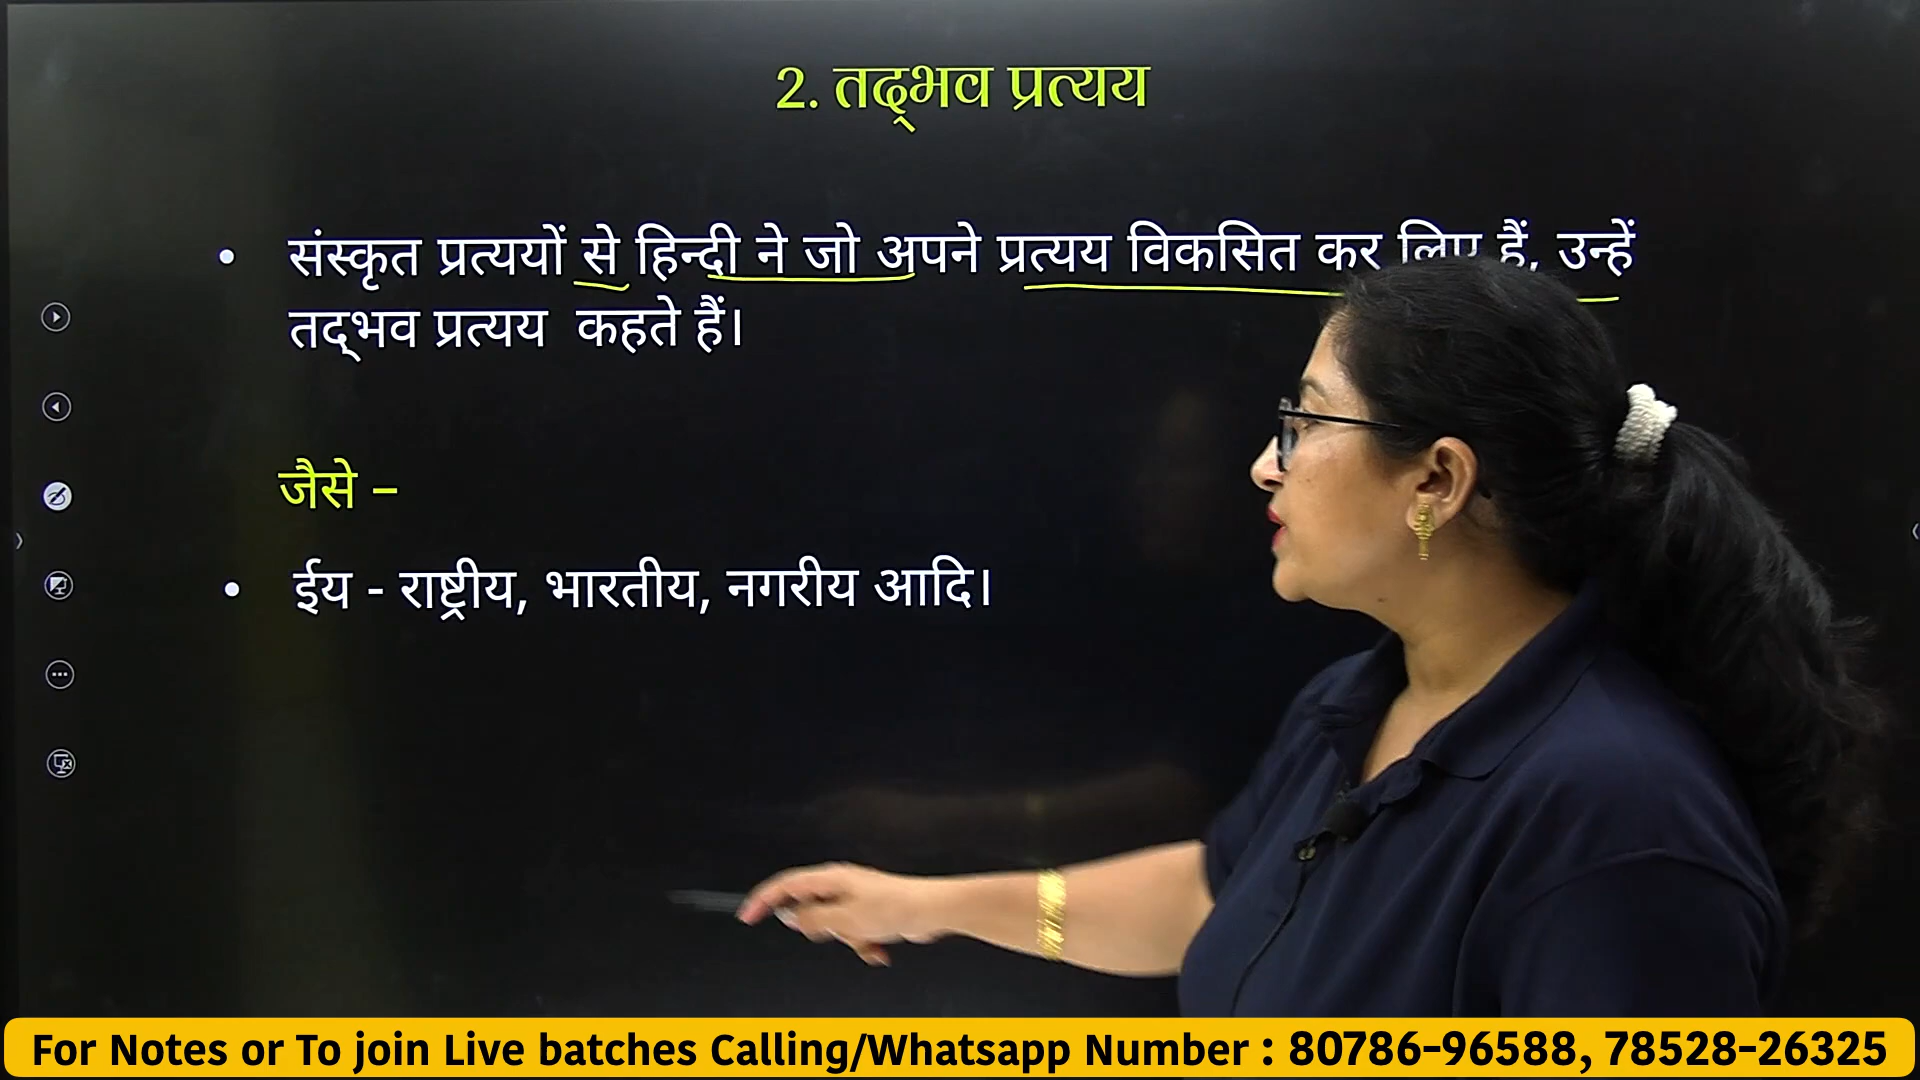 2. तद्‌भव प्रत्यय
• संस्कृत प्रत्ययों से हिन्दी ने जो अपने प्रत्यय विकसित कर लिए हैं, उन्हें
तद्‌भव प्रत्यय कहते हैं।
जैसे –
• ईय - राष्ट्रीय, भारतीय, नगरीय आदि।
For Notes or To join Live batches Calling/Whatsapp Number : 80786-96588, 78528-26325